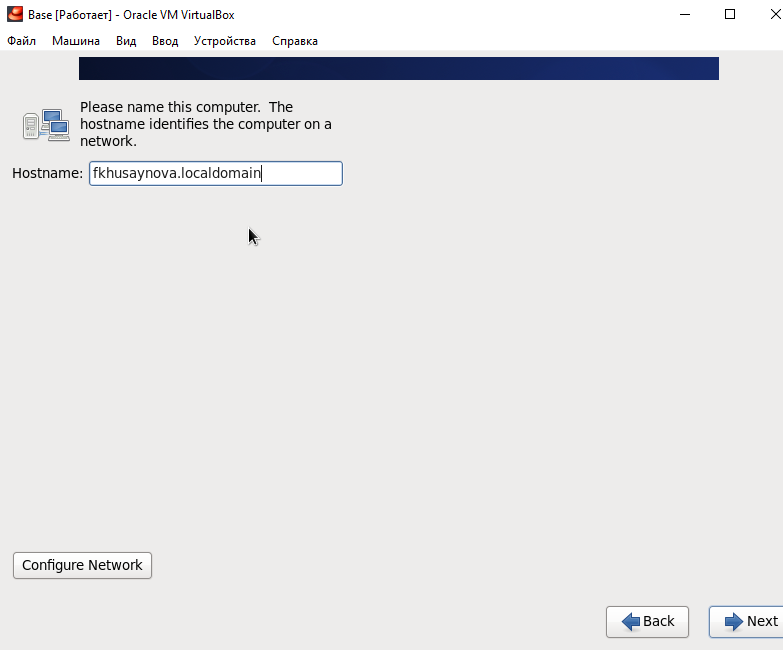 Base [Работает] - Oracle VM VirtualBox
Файл Машина Вид Ввод Устройства Справка
Please name this computer. The
hostname identifies the computer on a
network.
Hostname: fkhusaynova.localdomain
Configure Network
Back Next